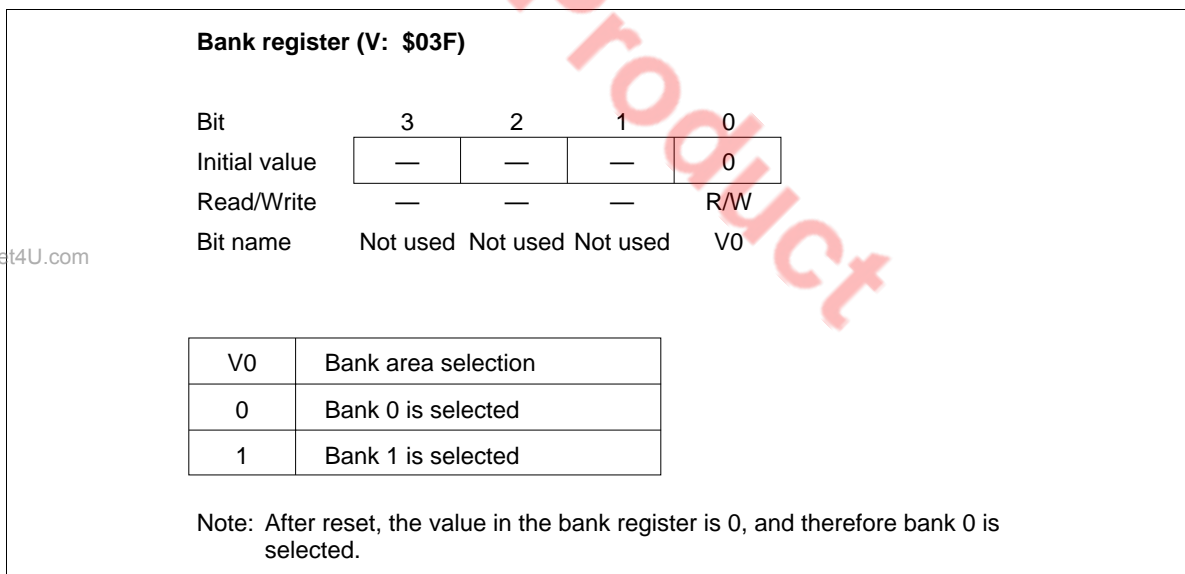 Product
Bank register (V: $03F)
Bit 3 2 1 0
Initial value — — — 0
Read/Write — — — R/W
et4U.com
Bit name Not used Not used Not used V0
V0 Bank area selection
0 Bank 0 is selected
1 Bank 1 is selected
Note: After reset, the value in the bank register is 0, and therefore bank 0 is
selected.